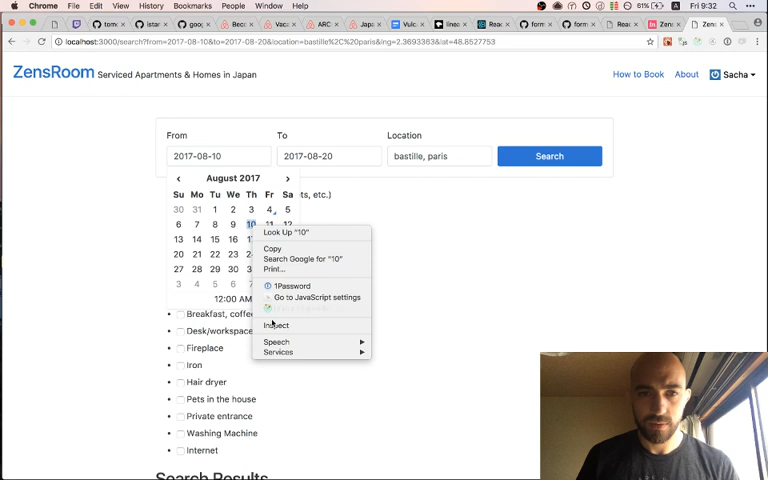 Chrome File Edit View History Bookmarks People Window Help 61% Fri 9:32
localhost:3000/search?from=2017-08-10&to=2017-08-20&location=bastille%2C%20paris&lng=2.3693363&lat=48.8527753
ZensRoom Serviced Apartments & Homes in Japan How to Book About Sacha
From To Location
2017-08-10 2017-08-20 bastille, paris Search
August 2017
Su Mo Tu We Th Fr Sa
30 31 1 2 3 4 5
6 7 8 9 10 11 12
13 14 15 16
20 21 22 23
27 28 29 30
3 4 5 6
12:00 AM
Look Up "10"
Copy
Search Google for "10"
Print...
1Password
Go to JavaScript settings
Inspect
Speech
Services
Breakfast, coffe
Desk/workspace
Fireplace
Iron
Hair dryer
Pets in the house
Private entrance
Washing Machine
Internet
Search Results